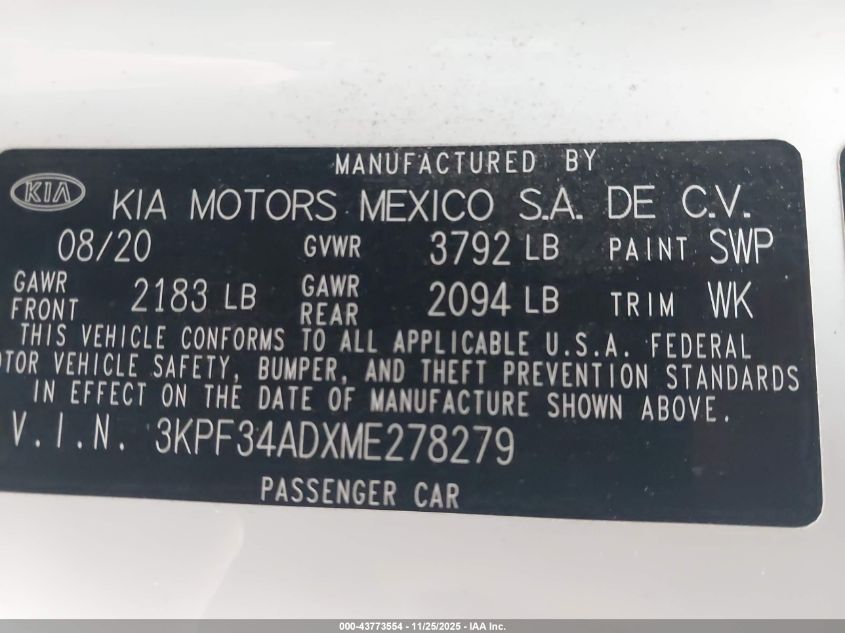 MANUFACTURED BY
KIA KIA MOTORS MEXICO S.A. DE C.V.
08/20 GVWR 3792 LB PAINT SWP
GAWR FRONT 2183 LB GAWR REAR 2094 LB TRIM WK
THIS VEHICLE CONFORMS TO ALL APPLICABLE U.S.A. FEDERAL
OTOR VEHICLE SAFETY, BUMPER, AND THEFT PREVENTION STANDARDS
IN EFFECT ON THE DATE OF MANUFACTURE SHOWN ABOVE.
V.I.N. 3KPF34ADXME278279
PASSENGER CAR
000-43773554 - 11/25/2025 - IAA Inc.